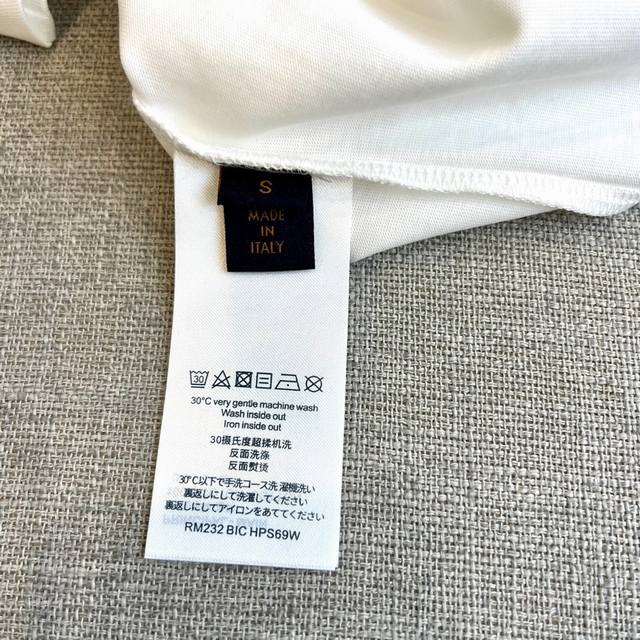 S
MADE
IN
ITALY
30
30°C very gentle machine wash
Wash inside out
Iron inside out
30摄氏度超揉机洗
反面洗涤
反面熨烫
30°C以下で手洗コース洗濯機洗い
裏返しにして洗濯してください
裏返しにしてアイロンをあててください
RM232 BIC HPS69W